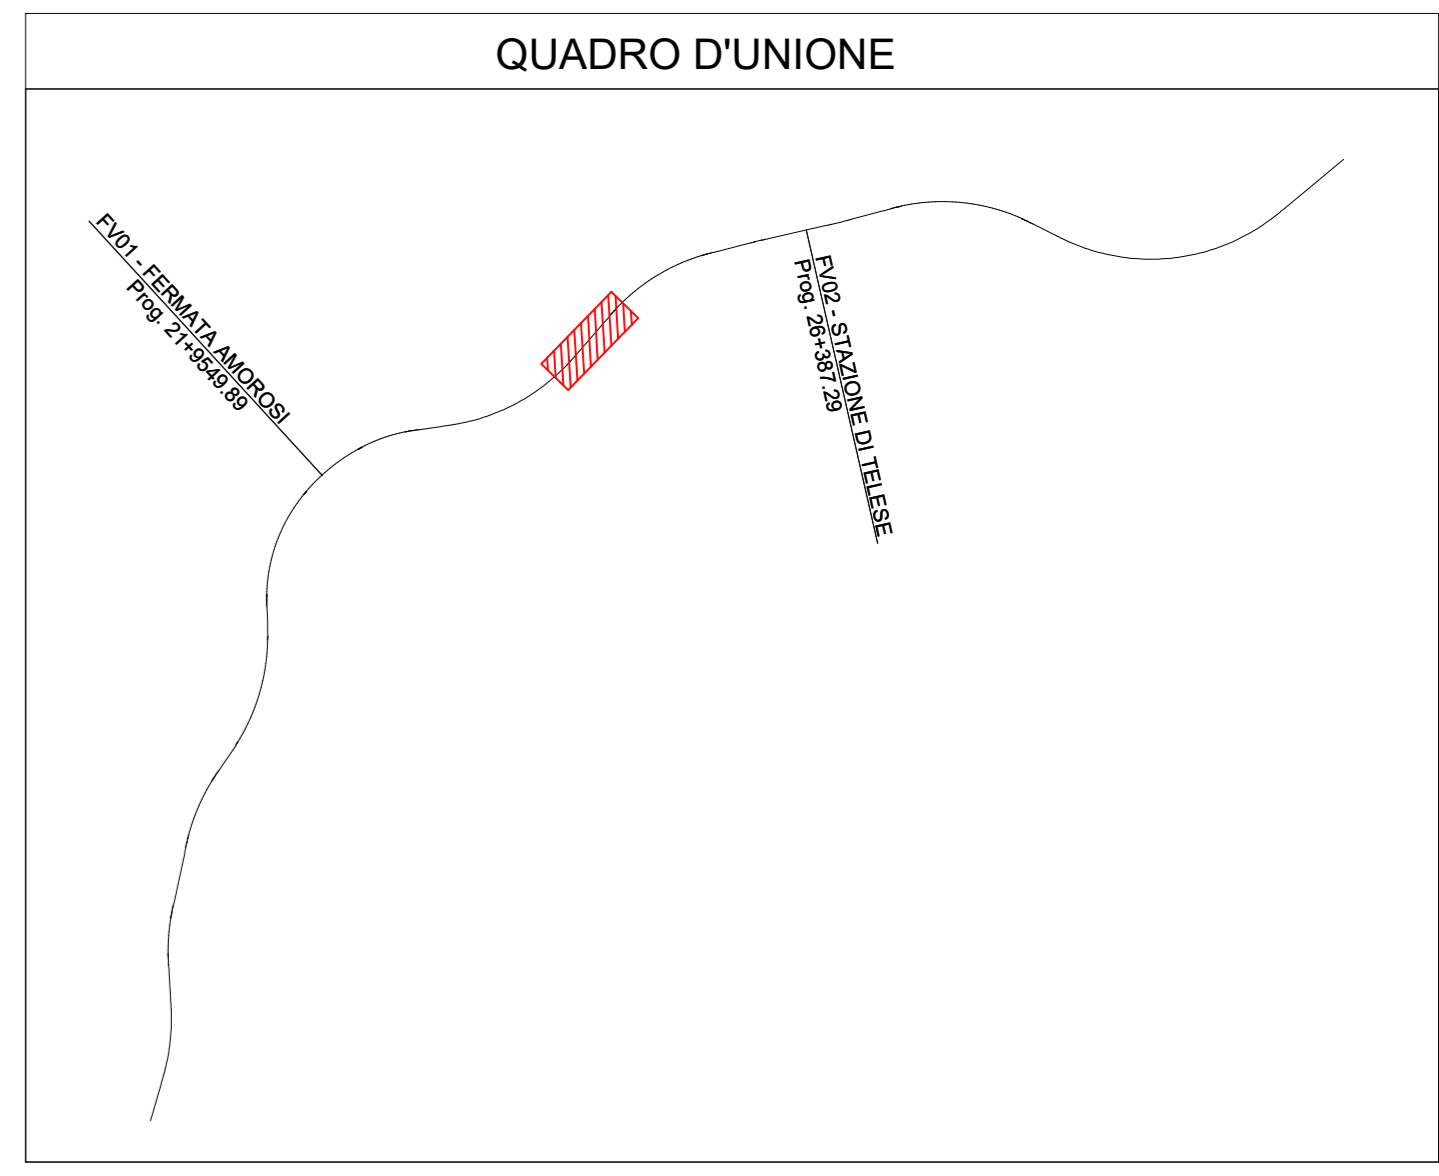 QUADRO D'UNIONE
FV01 - FERMATA AMOROSI
Prog. 21+9549.89
FV02 - STAZIONE DI TELESE
Prog. 26+387.29